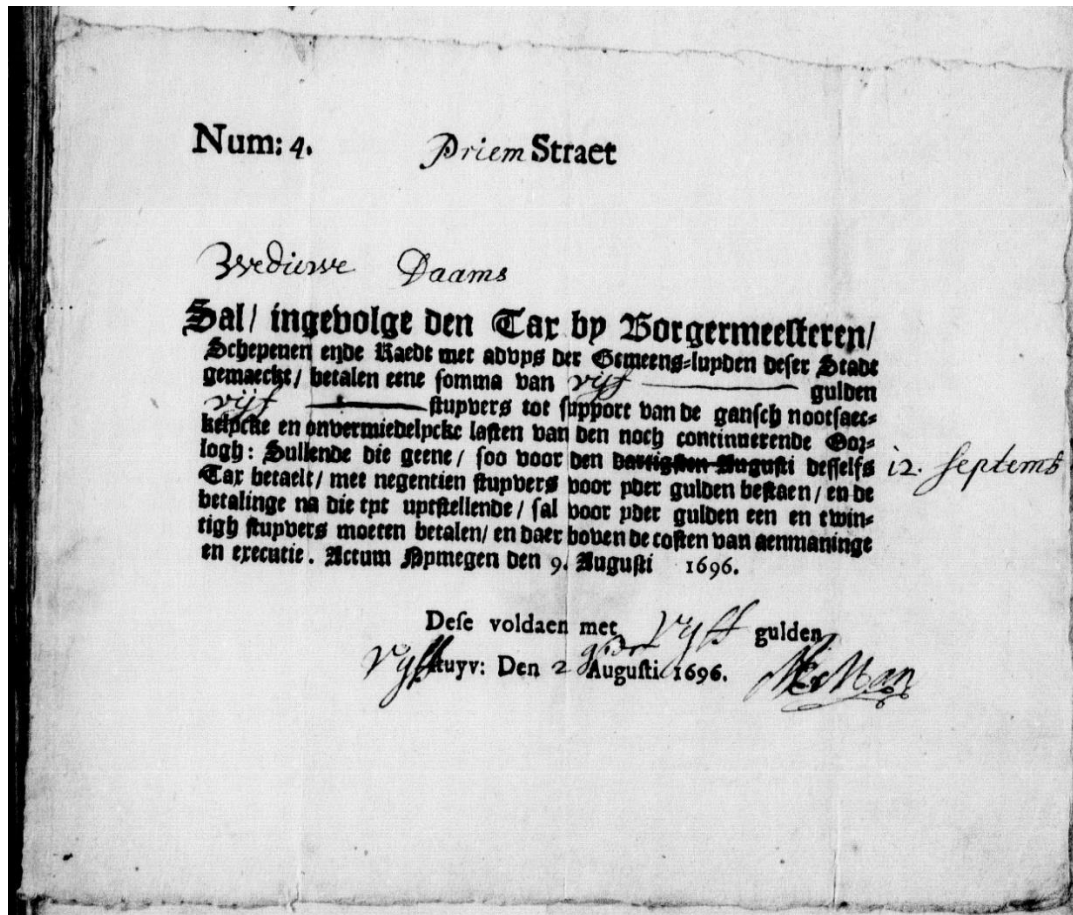 Num: 4. Priem Straet
Wediewe Daams
Sal/ ingevolge den Tax by Borgermeesteren/
Schepenen ende Raedt met advys der Gemeens-luyden deser Stadt
gemaeckt/ betalen eene somma van vijf gulden
vijf stuyvers tot support van de gansch nootsaec-
kelycke en onvermiedelycke lasten van den noch continuerende Oor-
logh: Sullende die geene/ soo voor den dartigsten Augusti desselfs 12. Septemb
Tax betaelt/ met negentien stuyvers voor yder gulden bestaen/ en de
betalinge na die tyt uytstellende/ sal voor yder gulden een en twin-
tigh stuyvers moeten betalen/ en daer boven de costen van aenmaninge
en executie. Actum Nymegen den 9. Augusti 1696.
Dese voldaen met Vyff gulden
Vyff stuyv: Den 2 Augusti 1696.